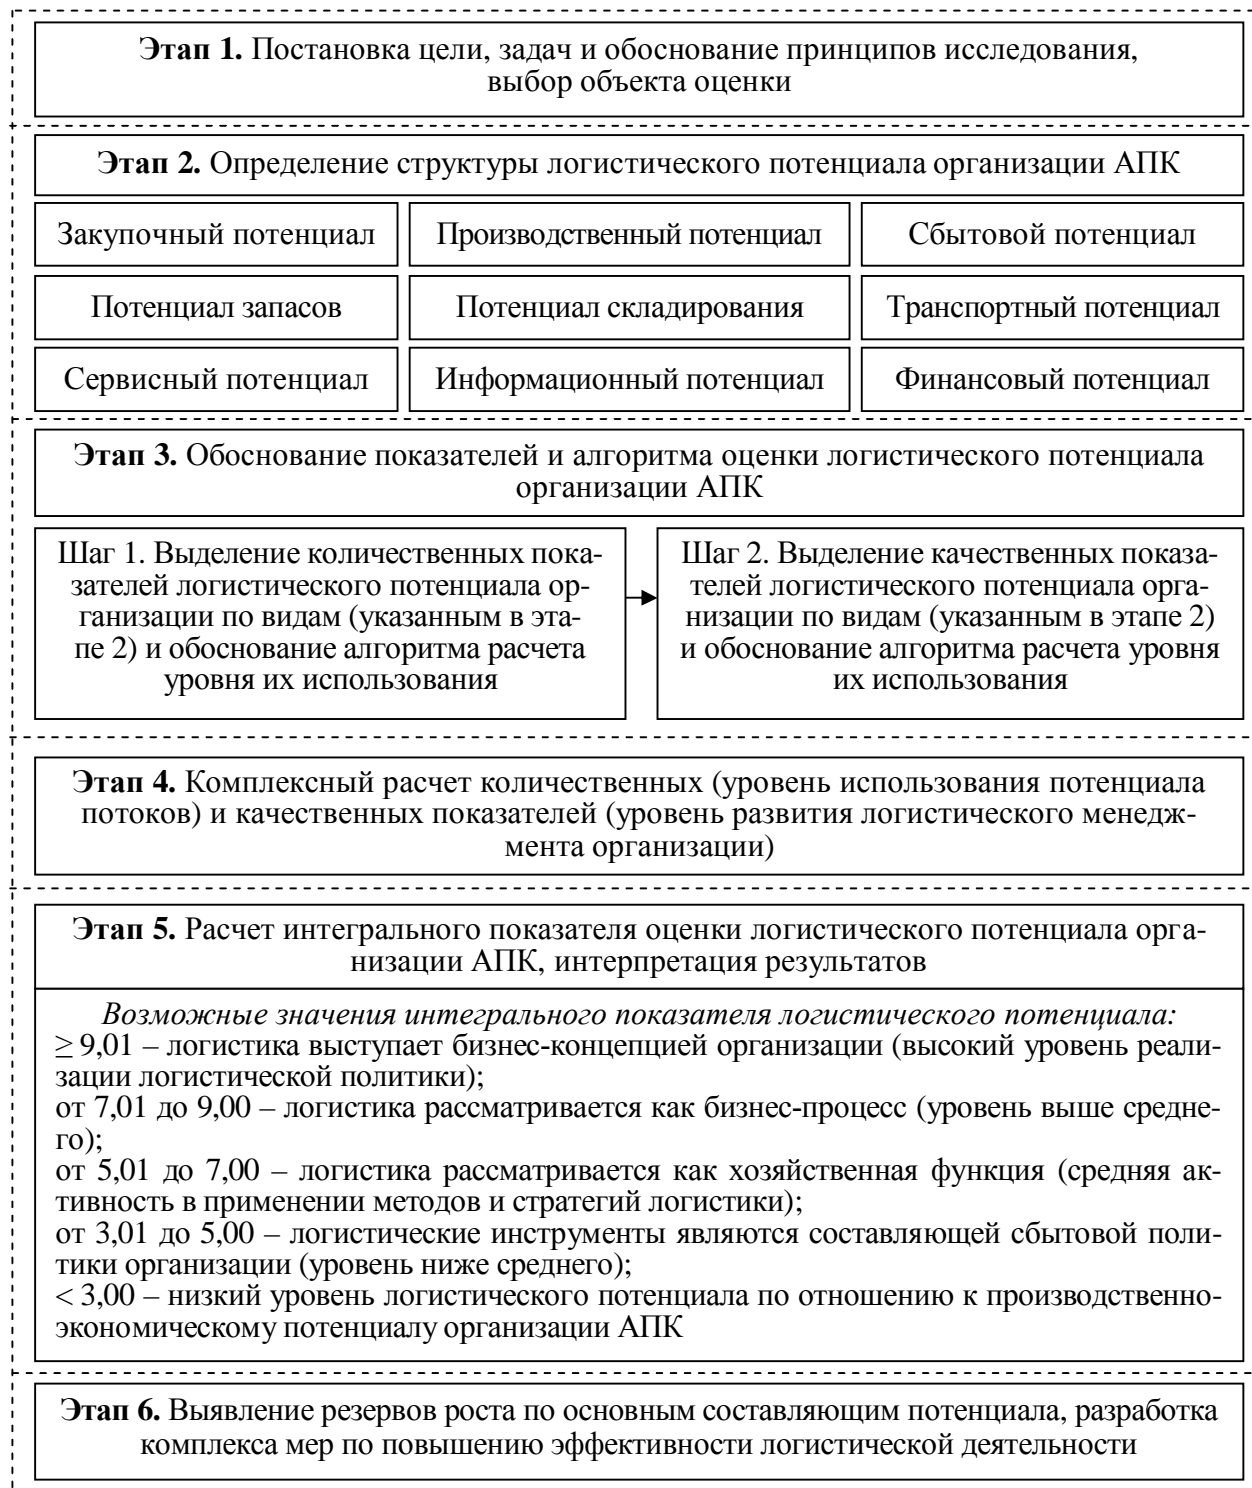 Этап 1. Постановка цели, задач и обоснование принципов исследования,
выбор объекта оценки
Этап 2. Определение структуры логистического потенциала организации АПК
Закупочный потенциал
Производственный потенциал
Сбытовой потенциал
Потенциал запасов
Потенциал складирования
Транспортный потенциал
Сервисный потенциал
Информационный потенциал
Финансовый потенциал
Этап 3. Обоснование показателей и алгоритма оценки логистического потенциала
организации АПК
Шаг 1. Выделение количественных пока-
зателей логистического потенциала ор-
ганизации по видам (указанным в эта-
пе 2) и обоснование алгоритма расчета
уровня их использования
Шаг 2. Выделение качественных показа-
телей логистического потенциала орга-
низации по видам (указанным в этапе 2)
и обоснование алгоритма расчета уровня
их использования
Этап 4. Комплексный расчет количественных (уровень использования потенциала
потоков) и качественных показателей (уровень развития логистического менедж-
мента организации)
Этап 5. Расчет интегрального показателя оценки логистического потенциала орга-
низации АПК, интерпретация результатов
Возможные значения интегрального показателя логистического потенциала:
≥ 9,01 – логистика выступает бизнес-концепцией организации (высокий уровень реали-
зации логистической политики);
от 7,01 до 9,00 – логистика рассматривается как бизнес-процесс (уровень выше средне-
го);
от 5,01 до 7,00 – логистика рассматривается как хозяйственная функция (средняя ак-
тивность в применении методов и стратегий логистики);
от 3,01 до 5,00 – логистические инструменты являются составляющей сбытовой поли-
тики организации (уровень ниже среднего);
< 3,00 – низкий уровень логистического потенциала по отношению к производственно-
экономическому потенциалу организации АПК
Этап 6. Выявление резервов роста по основным составляющим потенциала, разработка
комплекса мер по повышению эффективности логистической деятельности